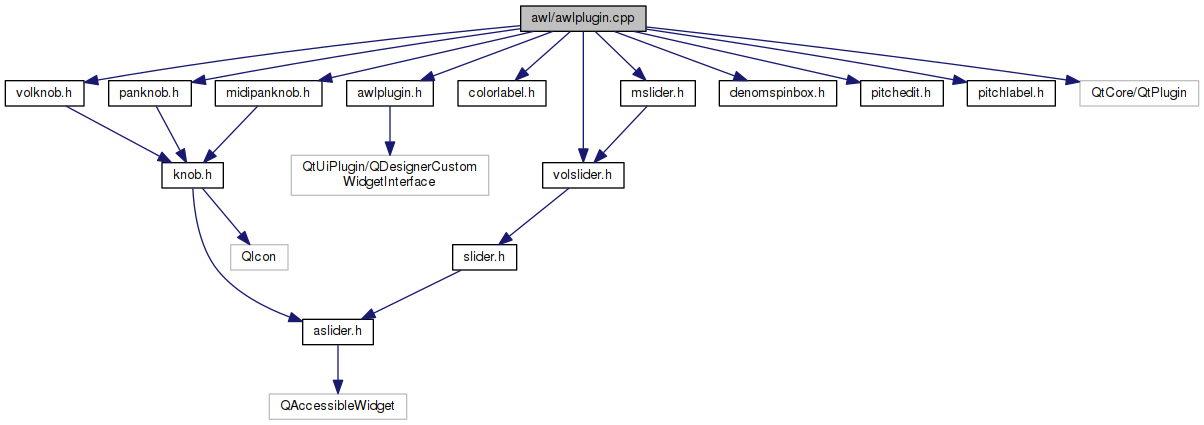 awl/awlplugin.cpp
volknob.h
panknob.h
midipanknob.h
awlplugin.h
colorlabel.h
mslider.h
denomspinbox.h
pitchedit.h
pitchlabel.h
QtCore/QtPlugin
knob.h
QtUiPlugin/QDesignerCustom
WidgetInterface
volslider.h
QIcon
slider.h
aslider.h
QAccessibleWidget